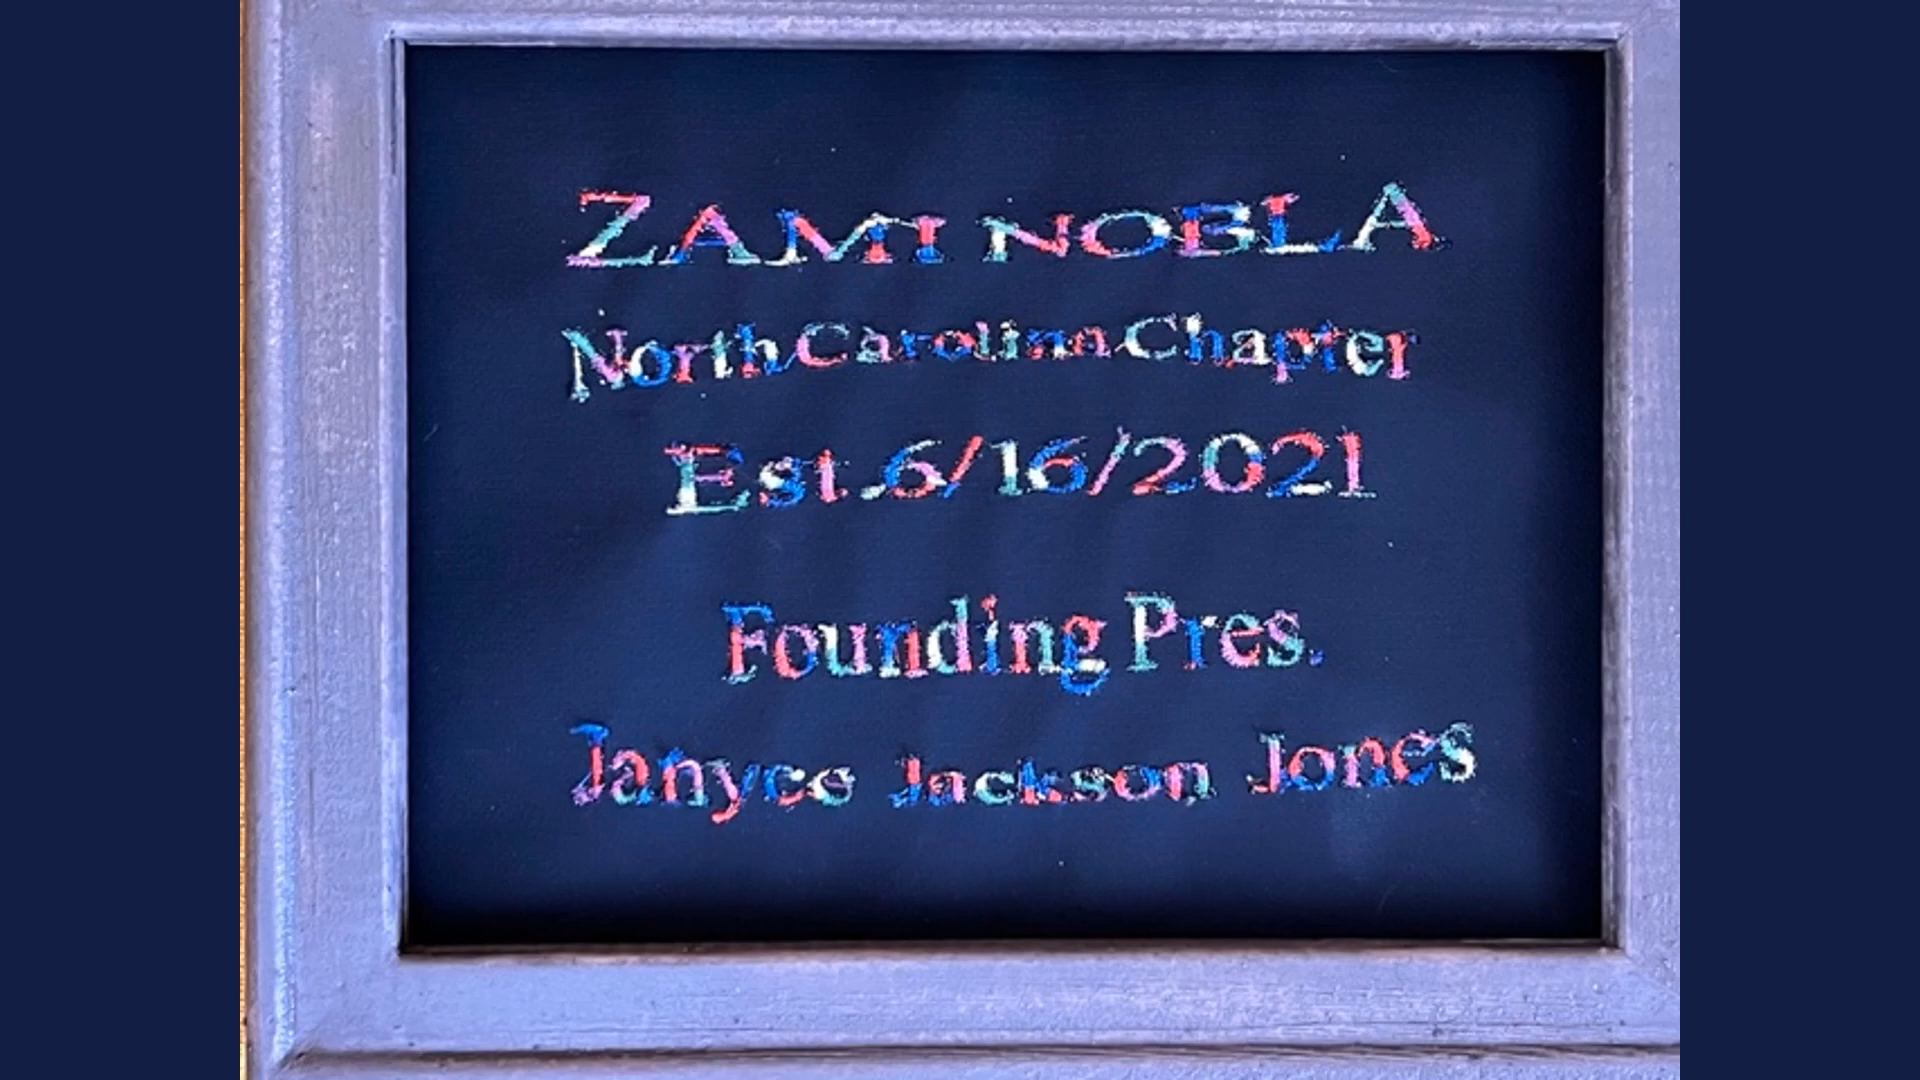 ZAMI NOBLA
North Carolina Chapter
Est. 6/16/2021
Founding Pres.
Janyce Jackson Jones